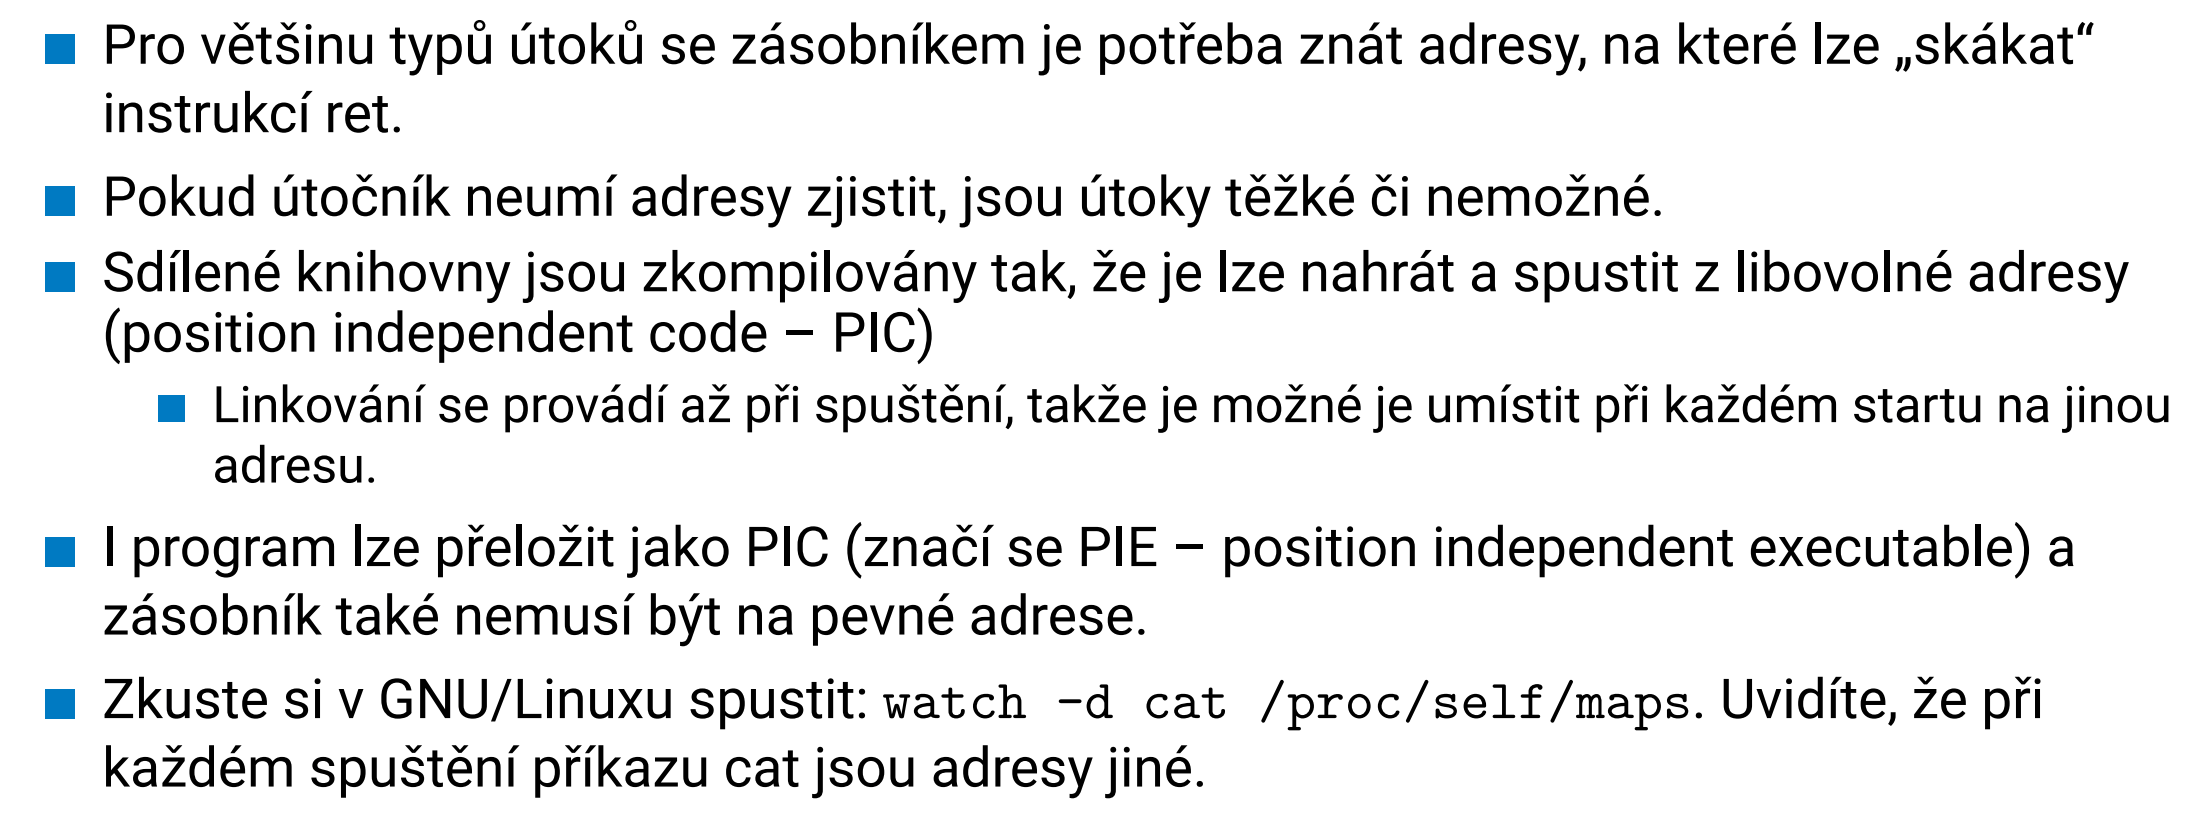 Pro většinu typů útoků se zásobníkem je potřeba znát adresy, na které lze „skákat“
instrukcí ret.
Pokud útočník neumí adresy zjistit, jsou útoky těžké či nemožné.
Sdílené knihovny jsou zkompilovány tak, že je lze nahrát a spustit z libovolné adresy
(position independent code – PIC)
Linkování se provádí až při spuštění, takže je možné je umístit při každém startu na jinou
adresu.
I program lze přeložit jako PIC (značí se PIE – position independent executable) a
zásobník také nemusí být na pevné adrese.
Zkuste si v GNU/Linuxu spustit: watch -d cat /proc/self/maps. Uvidíte, že při
každém spuštění příkazu cat jsou adresy jiné.